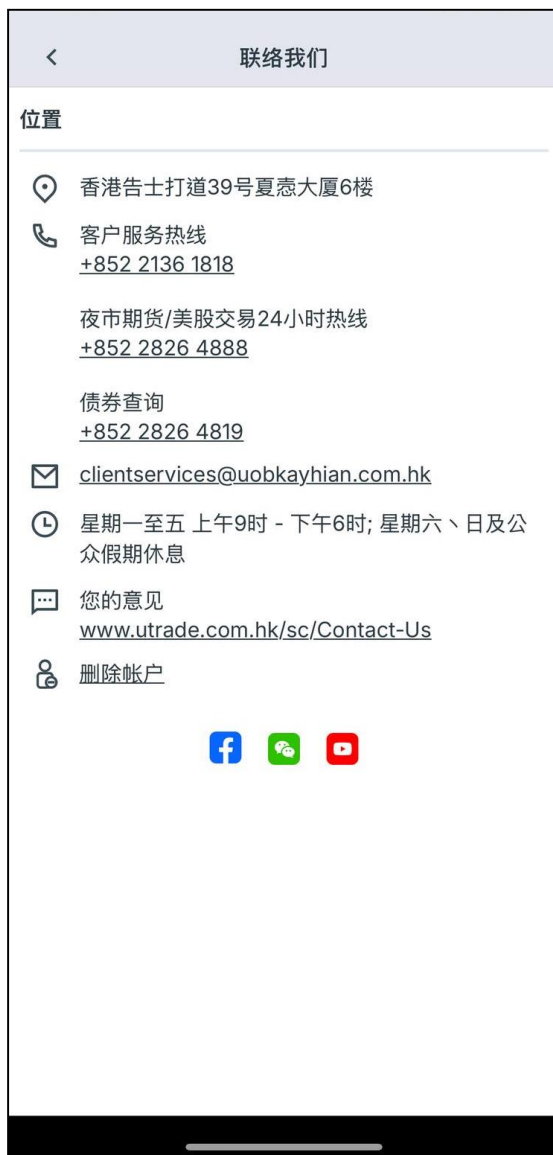 联络我们
位置
香港告士打道39号夏悫大厦6楼
客户服务热线
+852 2136 1818
夜市期货/美股交易24小时热线
+852 2826 4888
债券查询
+852 2826 4819
clientservices@uobkayhian.com.hk
星期一至五 上午9时 - 下午6时; 星期六、日及公
众假期休息
您的意见
www.utrade.com.hk/sc/Contact-Us
删除帐户